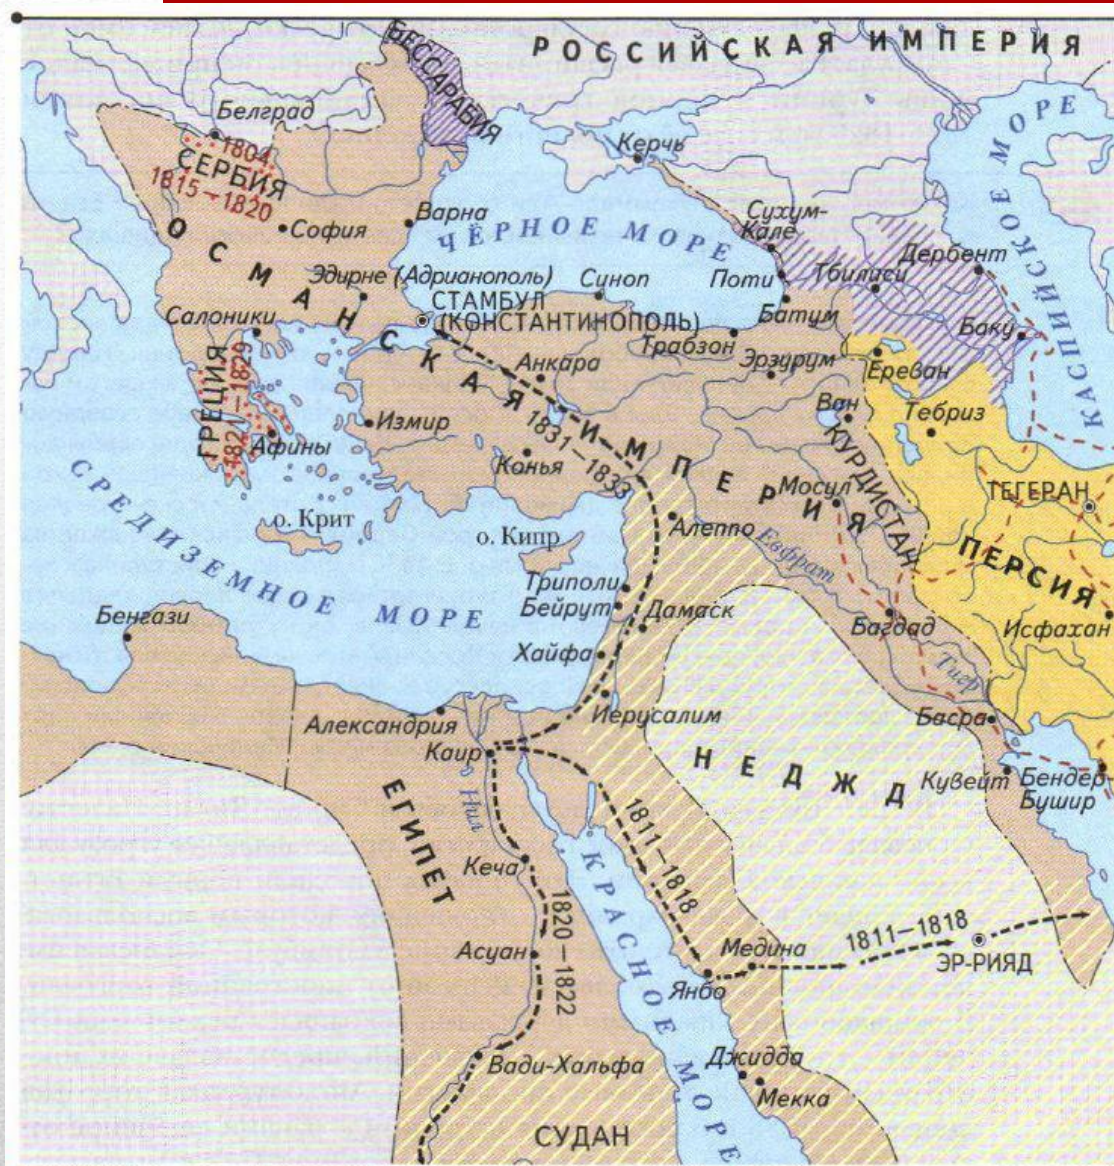 РОССИЙСКАЯ ИМПЕРИЯ
БЕССАРАБИЯ
Белград
1804
СЕРБИЯ
1815–1820
София
Варна
Керчь
ЧЁРНОЕ МОРЕ
Сухум-
Кале
КАСПИЙСКОЕ МОРЕ
Дербент
Поти
Тбилиси
Батум
Баку
Эдирне (Адрианополь)
СТАМБУЛ
(КОНСТАНТИНОПОЛЬ)
Синоп
Салоники
ОСМАНСКАЯ ИМПЕРИЯ
Трабзон
Эрзурум
Ереван
Анкара
ГРЕЦИЯ
1821–1829
Афины
Измир
1831–1833
Конья
Ван
Тебриз
КУРДИСТАН
Мосул
ТЕГЕРАН
СРЕДИЗЕМНОЕ МОРЕ
о. Крит
о. Кипр
Алеппо
Евфрат
ПЕРСИЯ
Триполи
Бейрут
Дамаск
Багдад
Исфахан
Бенгази
Хайфа
Тигр
Иерусалим
Басра
Александрия
Каир
НЕДЖД
Кувейт
Бендер-
Бушир
ЕГИПЕТ
Нил
1811–1818
Кеча
КРАСНОЕ МОРЕ
1820–1822
Асуан
Медина
1811–1818
ЭР-РИЯД
Янбо
Вади-Хальфа
Джидда
Мекка
СУДАН